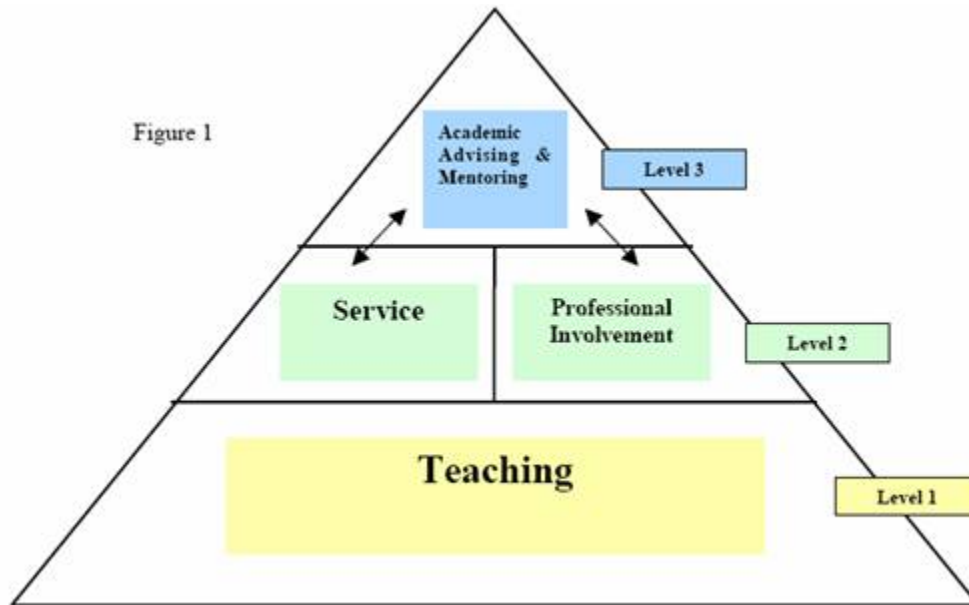 Figure 1
Academic
Advising &
Mentoring
Level 3
Service
Professional
Involvement
Level 2
Teaching
Level 1